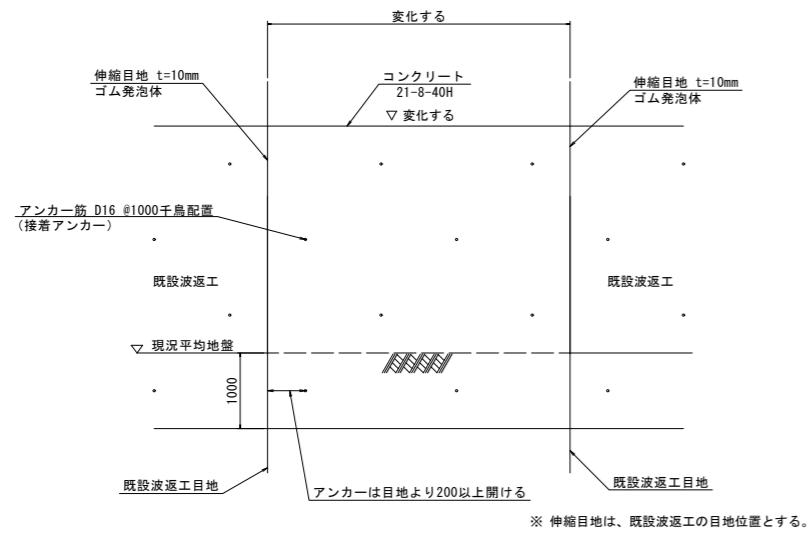 変化する
伸縮目地 t=10mm
ゴム発泡体
コンクリート
21-8-40H
▽ 変化する
伸縮目地 t=10mm
ゴム発泡体
アンカー筋 D16 @1000千鳥配置
（接着アンカー）
既設波返工
既設波返工
▽ 現況平均地盤
1000
既設波返工目地
アンカーは目地より200以上開ける
既設波返工目地
※ 伸縮目地は、既設波返工の目地位置とする。